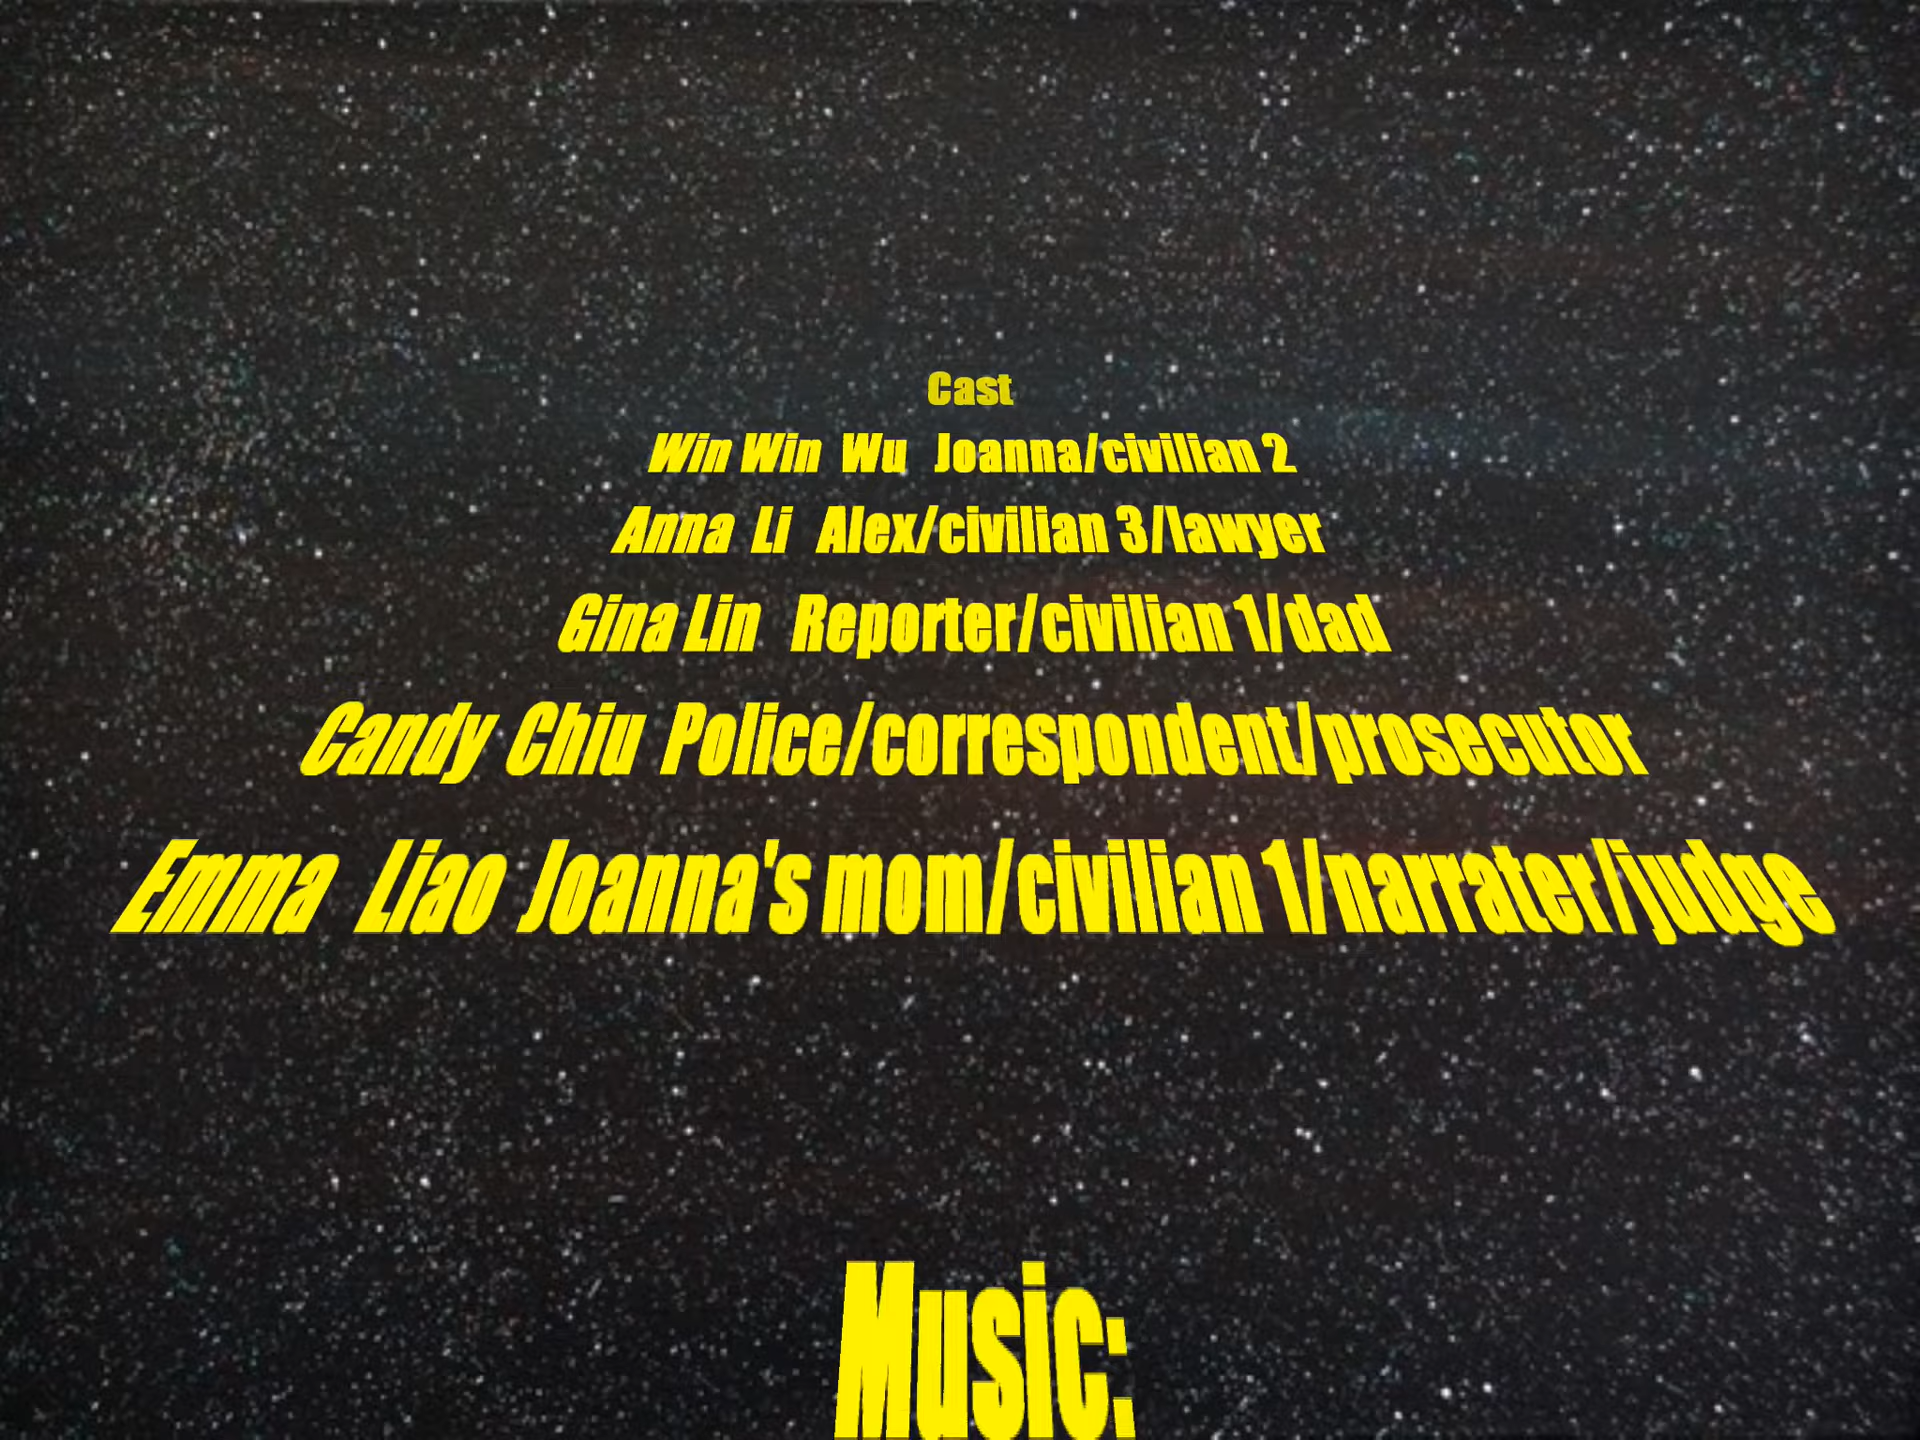 Cast
Win Win Wu Joanna/civilian 2
Anna Li Alex/civilian 3/lawyer
Gina Lin Reporter/civilian 1/dad
Candy Chiu Police/correspondent/prosecutor
Emma Liao Joanna's mom/civilian 1/narrater/judge
Music: